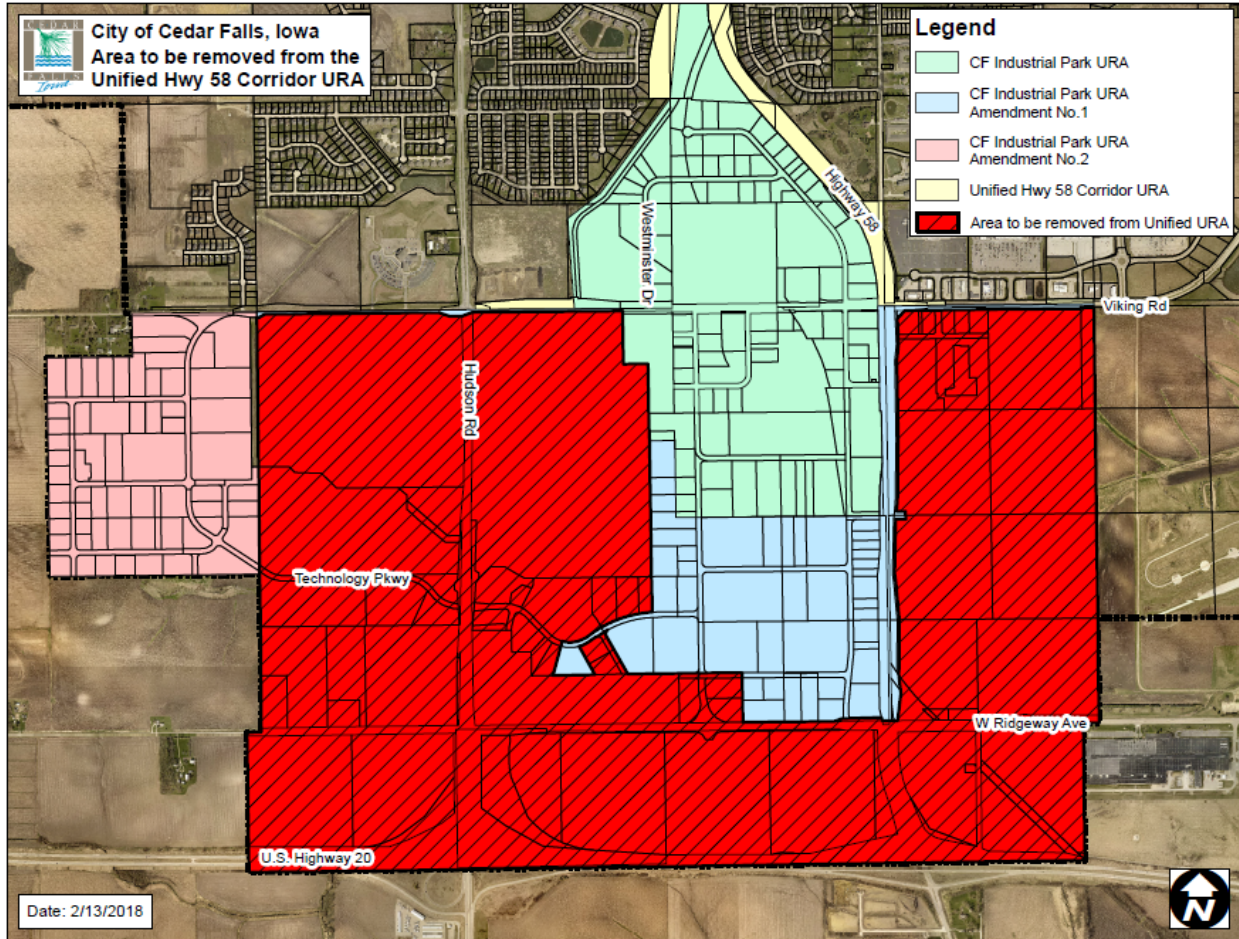 CEDAR
FALLS
Iowa
City of Cedar Falls, Iowa
Area to be removed from the
Unified Hwy 58 Corridor URA
Legend
CF Industrial Park URA
CF Industrial Park URA
Amendment No.1
CF Industrial Park URA
Amendment No.2
Unified Hwy 58 Corridor URA
Area to be removed from Unified URA
Highway 58
Westminster Dr
Viking Rd
Hudson Rd
Technology Pkwy
W Ridgeway Ave
U.S. Highway 20
Date: 2/13/2018
N